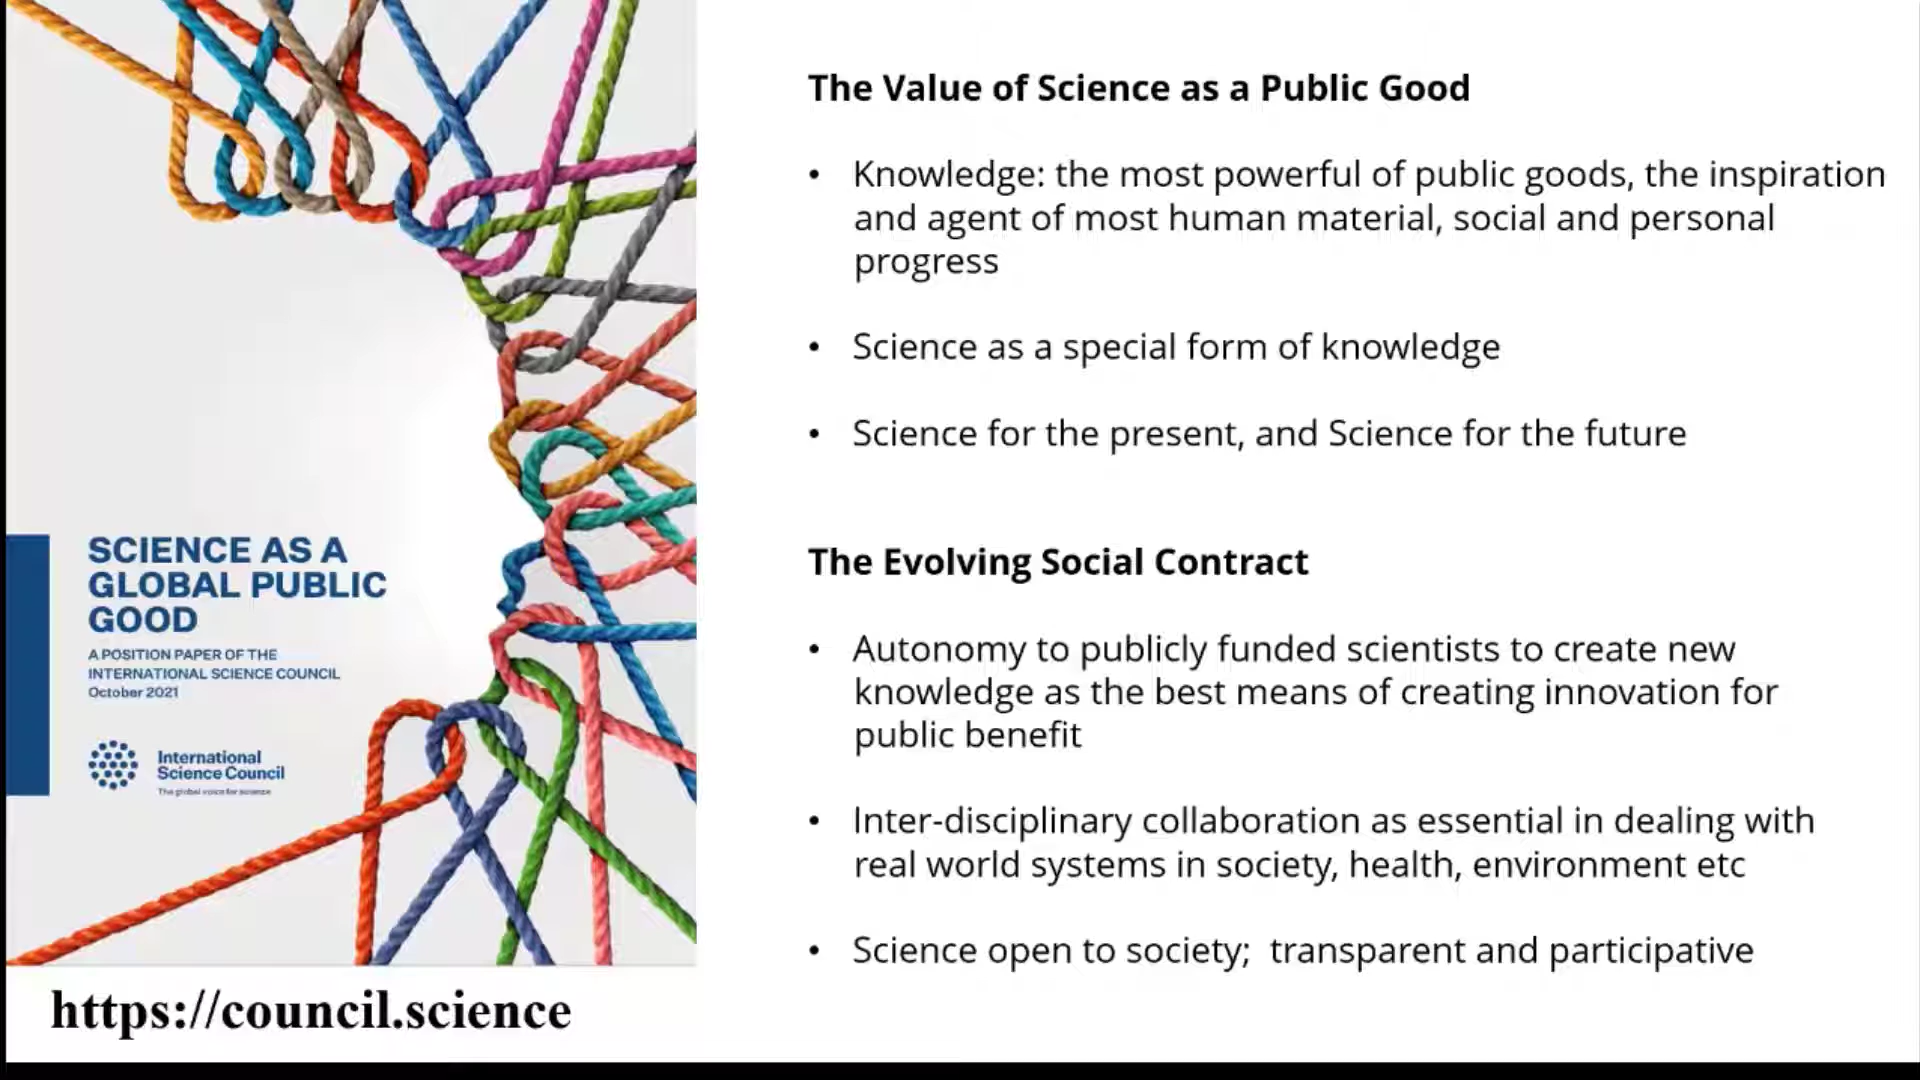 SCIENCE AS A
GLOBAL PUBLIC
GOOD
A POSITION PAPER OF THE
INTERNATIONAL SCIENCE COUNCIL
October 2021
International
Science Council
The global voice for science
https://council.science
The Value of Science as a Public Good
• Knowledge: the most powerful of public goods, the inspiration
and agent of most human material, social and personal
progress
• Science as a special form of knowledge
• Science for the present, and Science for the future
The Evolving Social Contract
• Autonomy to publicly funded scientists to create new
knowledge as the best means of creating innovation for
public benefit
• Inter-disciplinary collaboration as essential in dealing with
real world systems in society, health, environment etc
• Science open to society;  transparent and participative